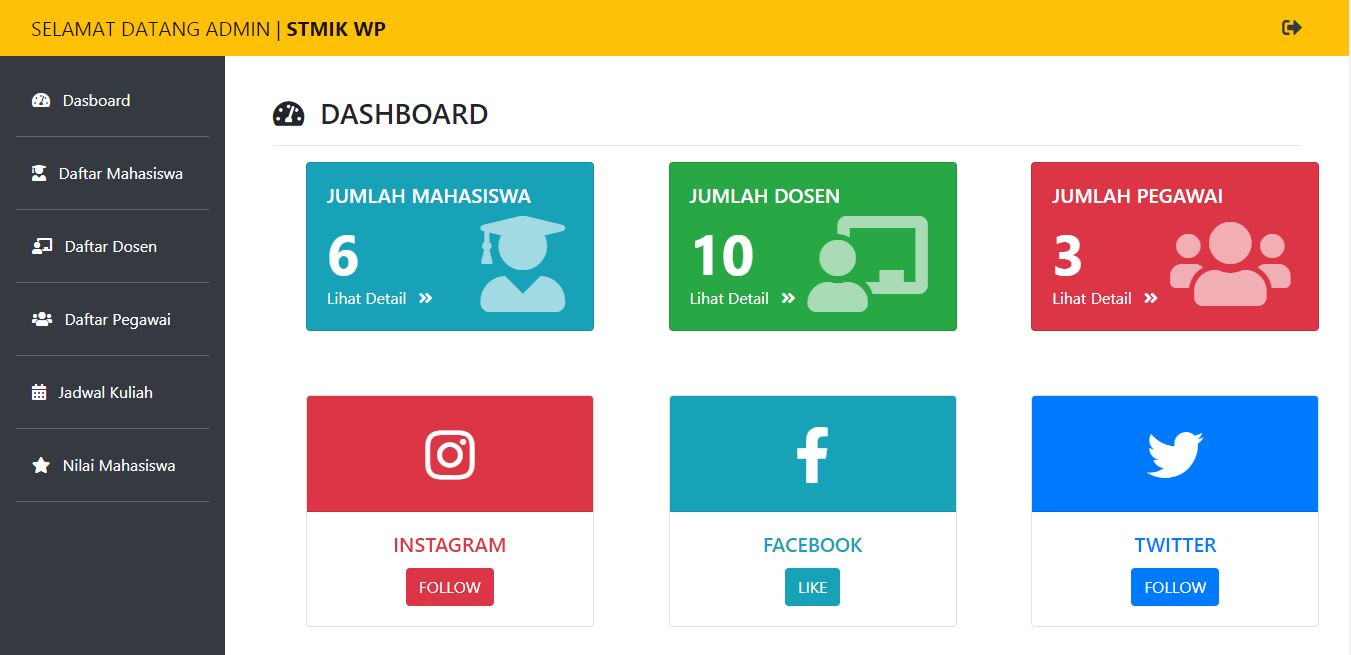 SELAMAT DATANG ADMIN | STMIK WP
Dasboard
Daftar Mahasiswa
Daftar Dosen
Daftar Pegawai
Jadwal Kuliah
Nilai Mahasiswa
DASHBOARD
JUMLAH MAHASISWA
6
Lihat Detail
JUMLAH DOSEN
10
Lihat Detail
JUMLAH PEGAWAI
3
Lihat Detail
INSTAGRAM
FOLLOW
FACEBOOK
LIKE
TWITTER
FOLLOW